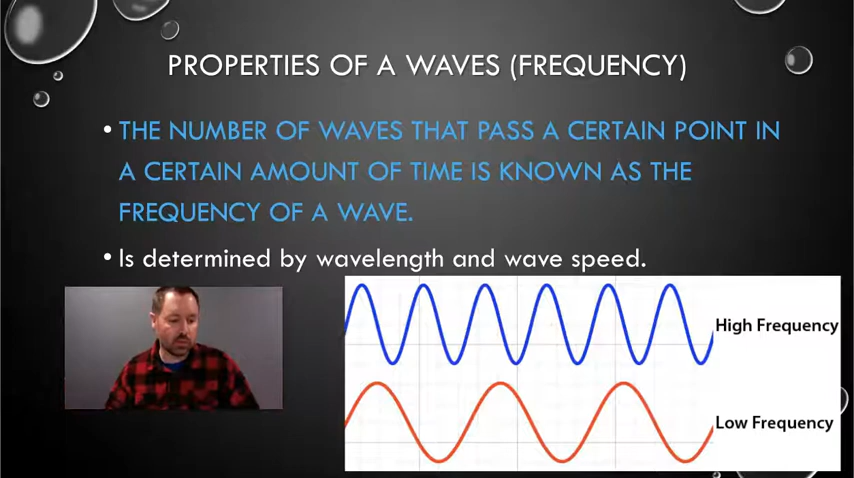 PROPERTIES OF A WAVES (FREQUENCY)
• THE NUMBER OF WAVES THAT PASS A CERTAIN POINT IN
A CERTAIN AMOUNT OF TIME IS KNOWN AS THE
FREQUENCY OF A WAVE.
• Is determined by wavelength and wave speed.
High Frequency
Low Frequency